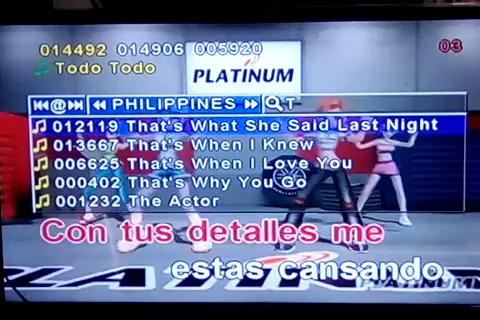 014492 014906 005920
03
Todo Todo
PLATINUM
PHILIPPINES T
012119 That's What She Said Last Night
013667 That's When I Knew
006625 That's When I Love You
000402 That's Why You Go
001232 The Actor
Con tus detalles me
estas cansando
PLATINUM
PLATINUM